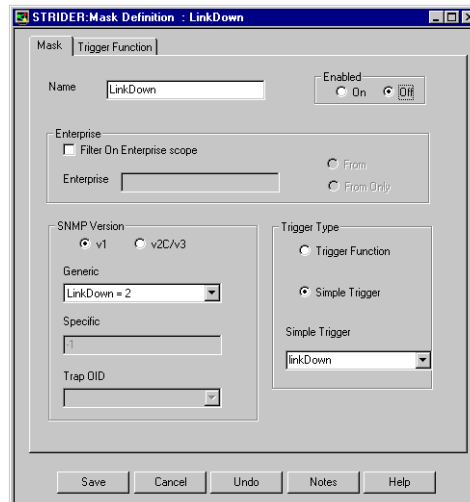 STRIDER:Mask Definition : LinkDown
Mask Trigger Function
Name LinkDown
Enabled
On Off
Enterprise
Filter On Enterprise scope
Enterprise
From
From Only
SNMP Version
v1 v2C/v3
Generic
LinkDown = 2
Specific
-1
Trap OID
Trigger Type
Trigger Function
Simple Trigger
Simple Trigger
linkDown
Save Cancel Undo Notes Help